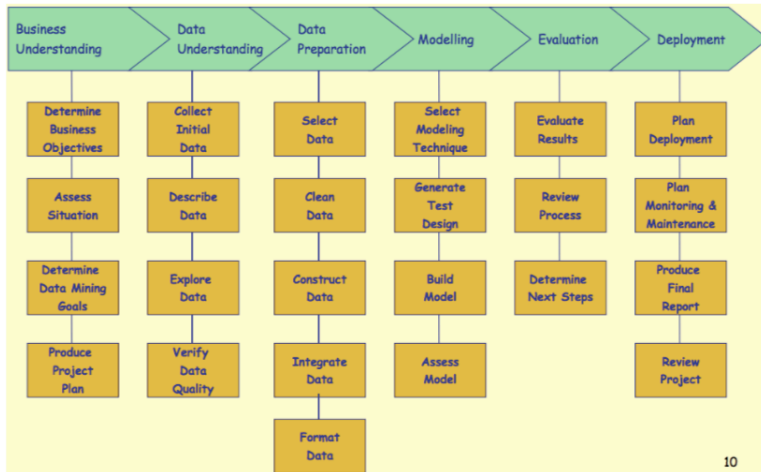 Business
Understanding
Data
Understanding
Data
Preparation
Modelling
Evaluation
Deployment
Determine
Business
Objectives
Assess
Situation
Determine
Data Mining
Goals
Produce
Project
Plan
Collect
Initial
Data
Describe
Data
Explore
Data
Verify
Data
Quality
Select
Data
Clean
Data
Construct
Data
Integrate
Data
Format
Data
Select
Modeling
Technique
Generate
Test
Design
Build
Model
Assess
Model
Evaluate
Results
Review
Process
Determine
Next Steps
Plan
Deployment
Plan
Monitoring &
Maintenance
Produce
Final
Report
Review
Project
10